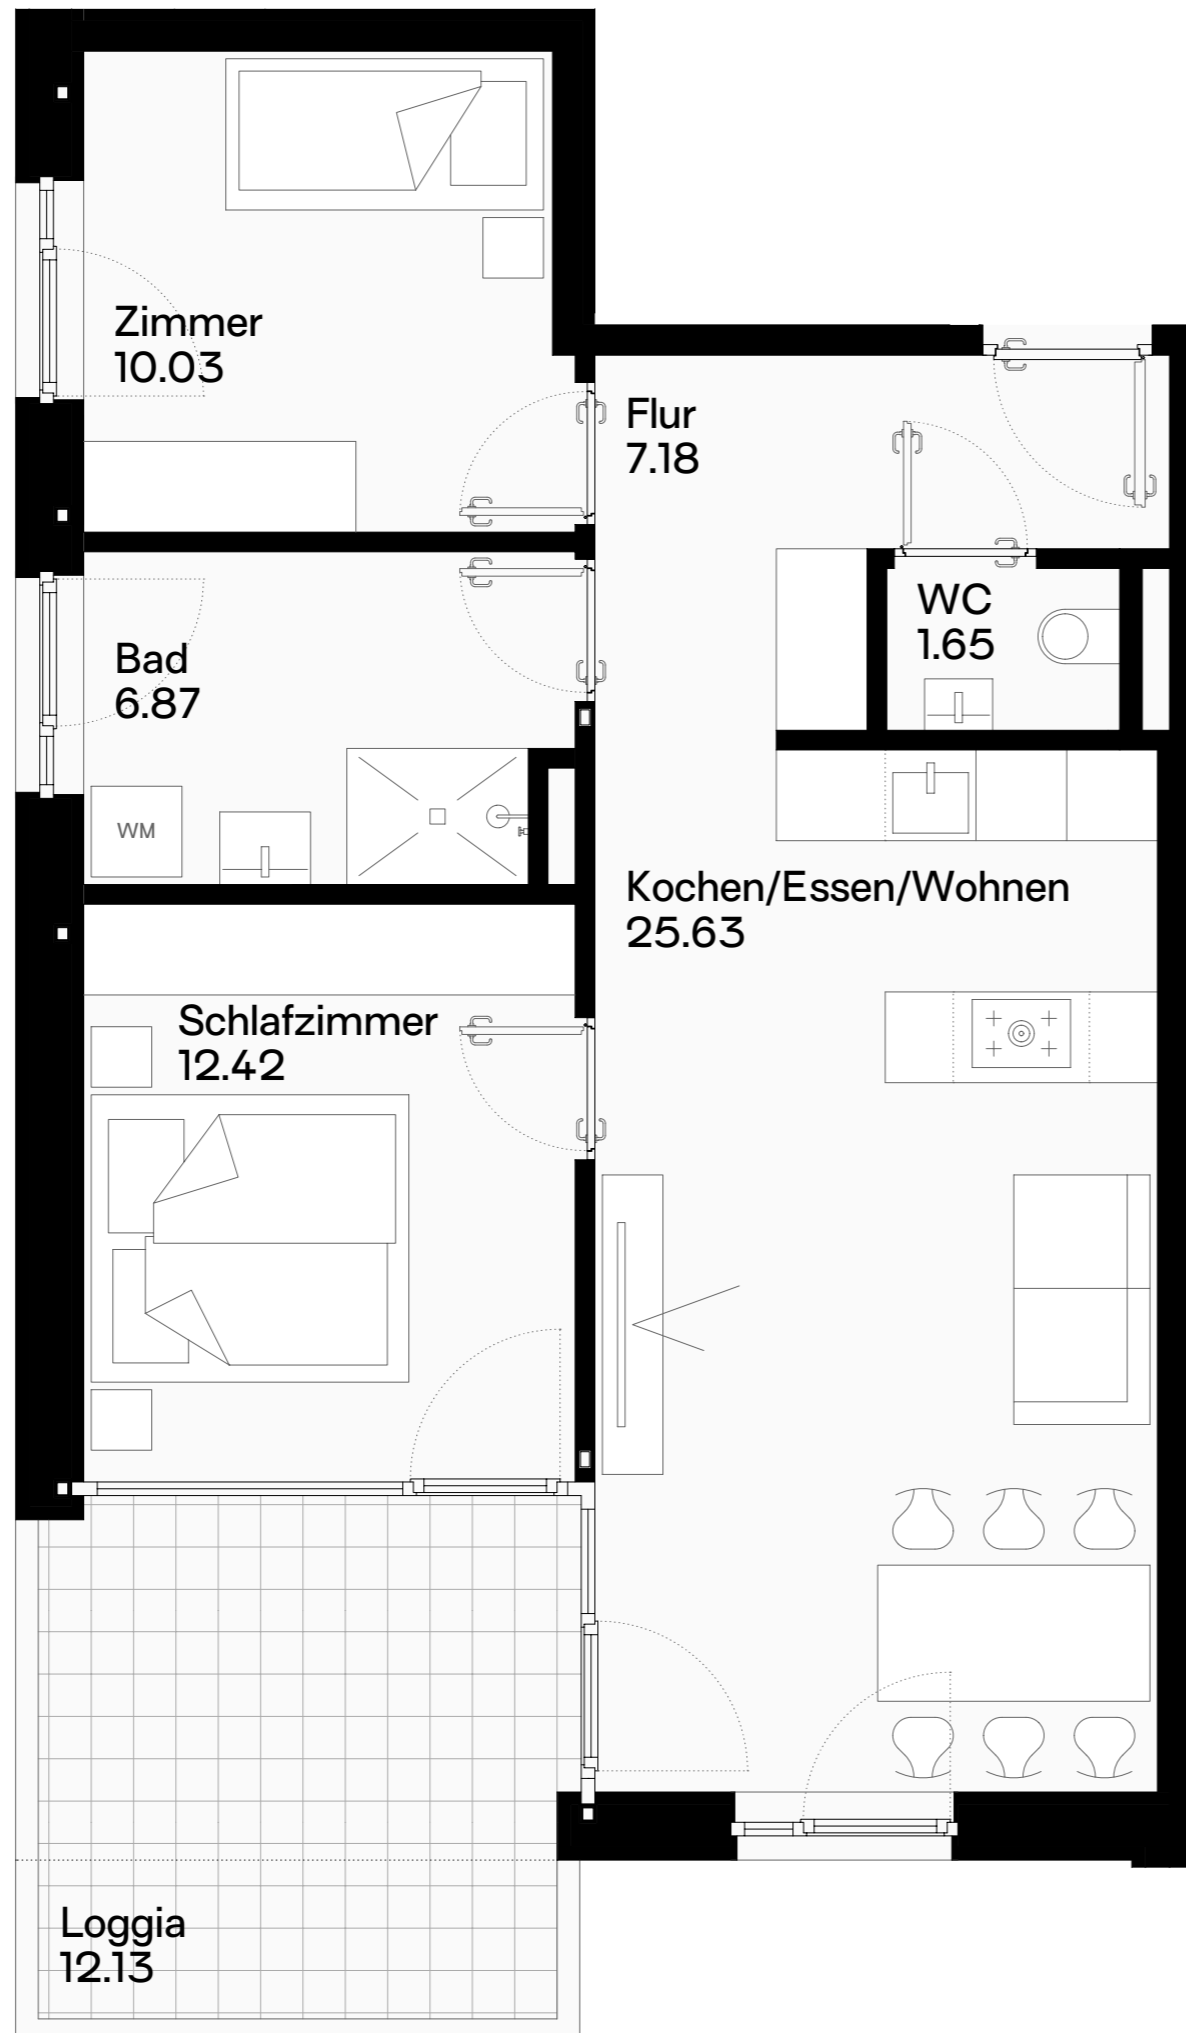 Zimmer
10.03
Flur
7.18
WC
1.65
Bad
6.87
WM
Kochen/Essen/Wohnen
25.63
Schlafzimmer
12.42
Loggia
12.13